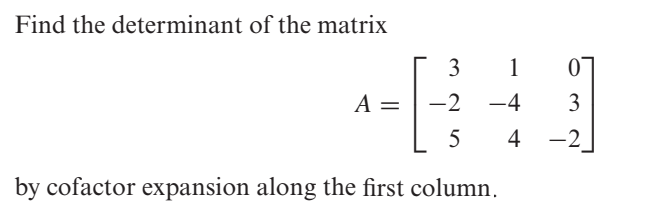 Find the determinant of the matrix
3 1 0
A = −2 −4 3
5 4 −2
by cofactor expansion along the first column.